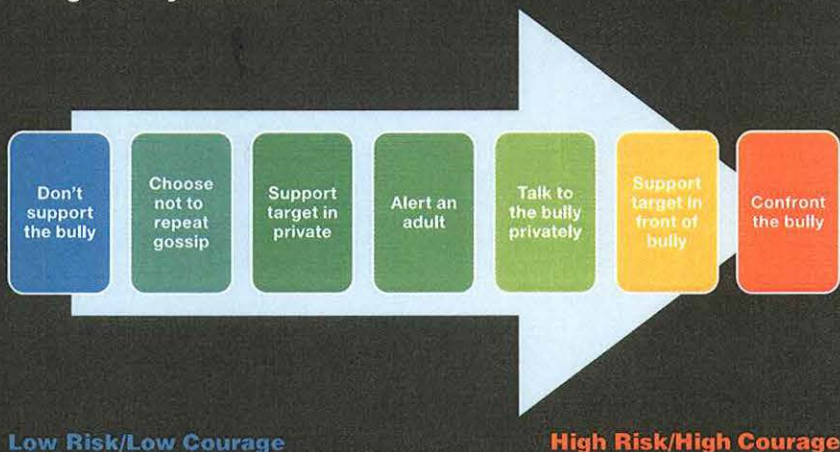 Don't
support
the bully
Choose
not to
repeat
gossip
Support
target in
private
Alert an
adult
Talk to
the bully
privately
Support
target in
front of
bully
Confront
the bully
Low Risk/Low Courage
High Risk/High Courage